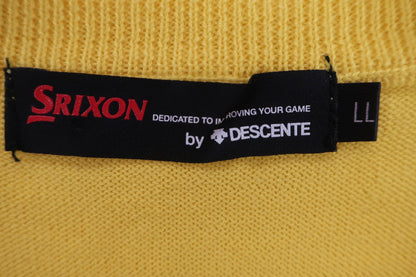 SRIXON
DEDICATED TO IMPROVING YOUR GAME
by DESCENTE
LL